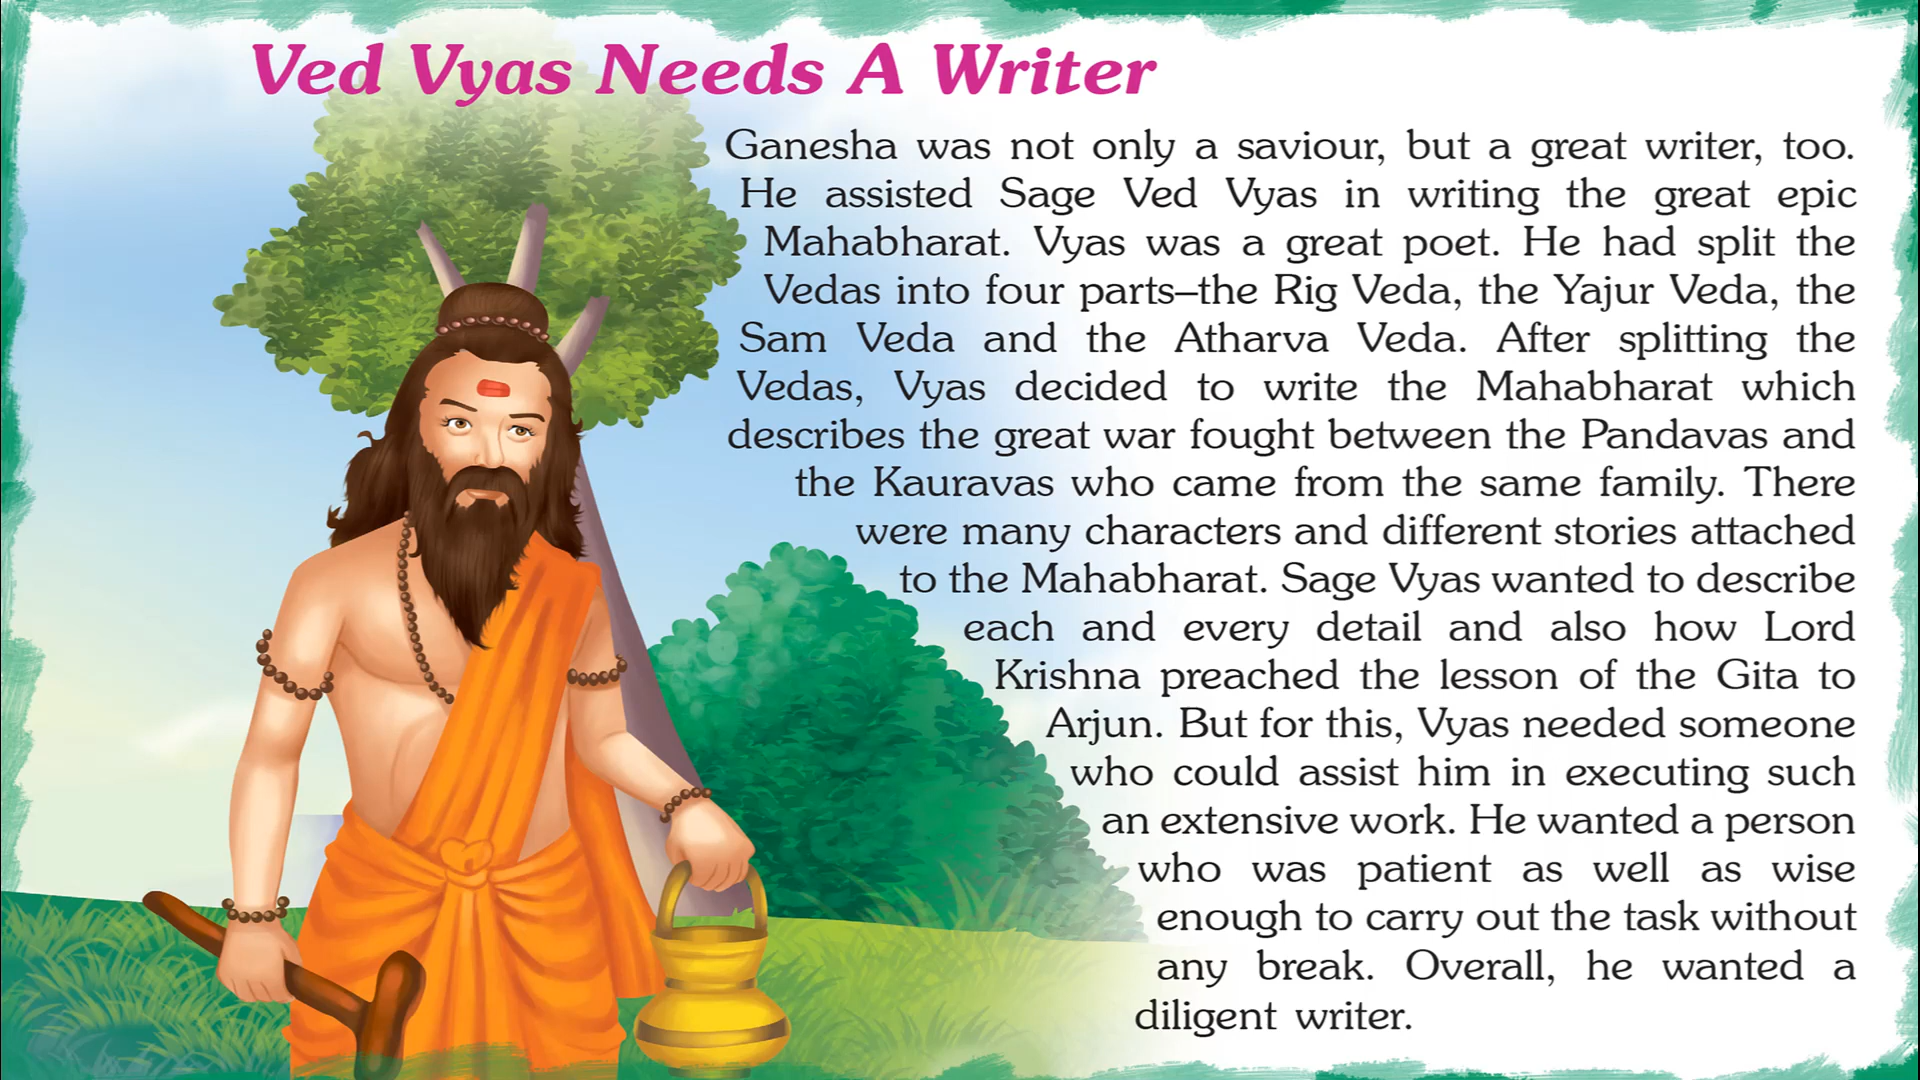 Ved Vyas Needs A Writer
Ganesha was not only a saviour, but a great writer, too.
He assisted Sage Ved Vyas in writing the great epic
Mahabharat. Vyas was a great poet. He had split the
Vedas into four parts–the Rig Veda, the Yajur Veda, the
Sam Veda and the Atharva Veda. After splitting the
Vedas, Vyas decided to write the Mahabharat which
describes the great war fought between the Pandavas and
the Kauravas who came from the same family. There
were many characters and different stories attached
to the Mahabharat. Sage Vyas wanted to describe
each and every detail and also how Lord
Krishna preached the lesson of the Gita to
Arjun. But for this, Vyas needed someone
who could assist him in executing such
an extensive work. He wanted a person
who was patient as well as wise
enough to carry out the task without
any break. Overall, he wanted a
diligent writer.